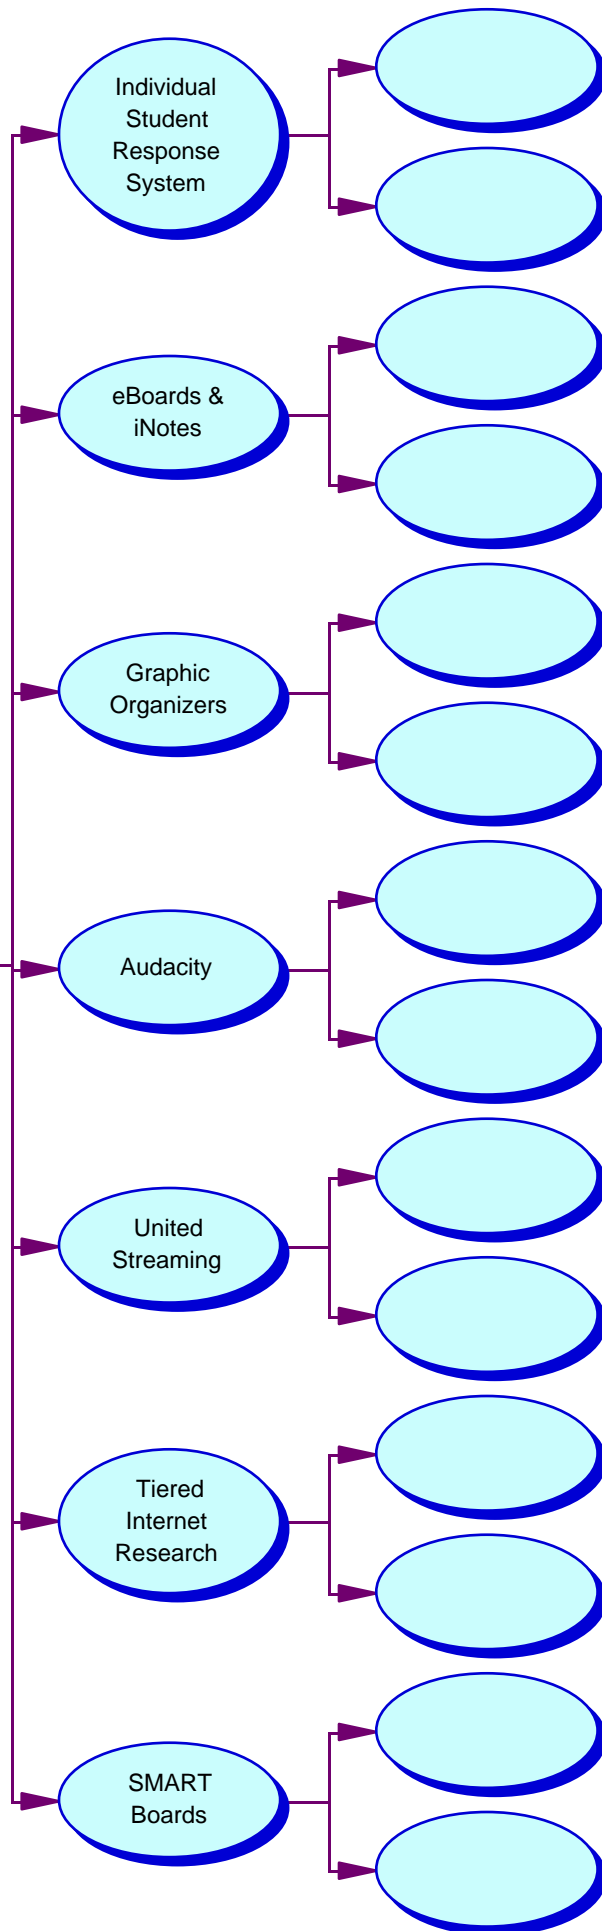 Individual
Student
Response
System
eBoards &
iNotes
Graphic
Organizers
Audacity
United
Streaming
Tiered
Internet
Research
SMART
Boards